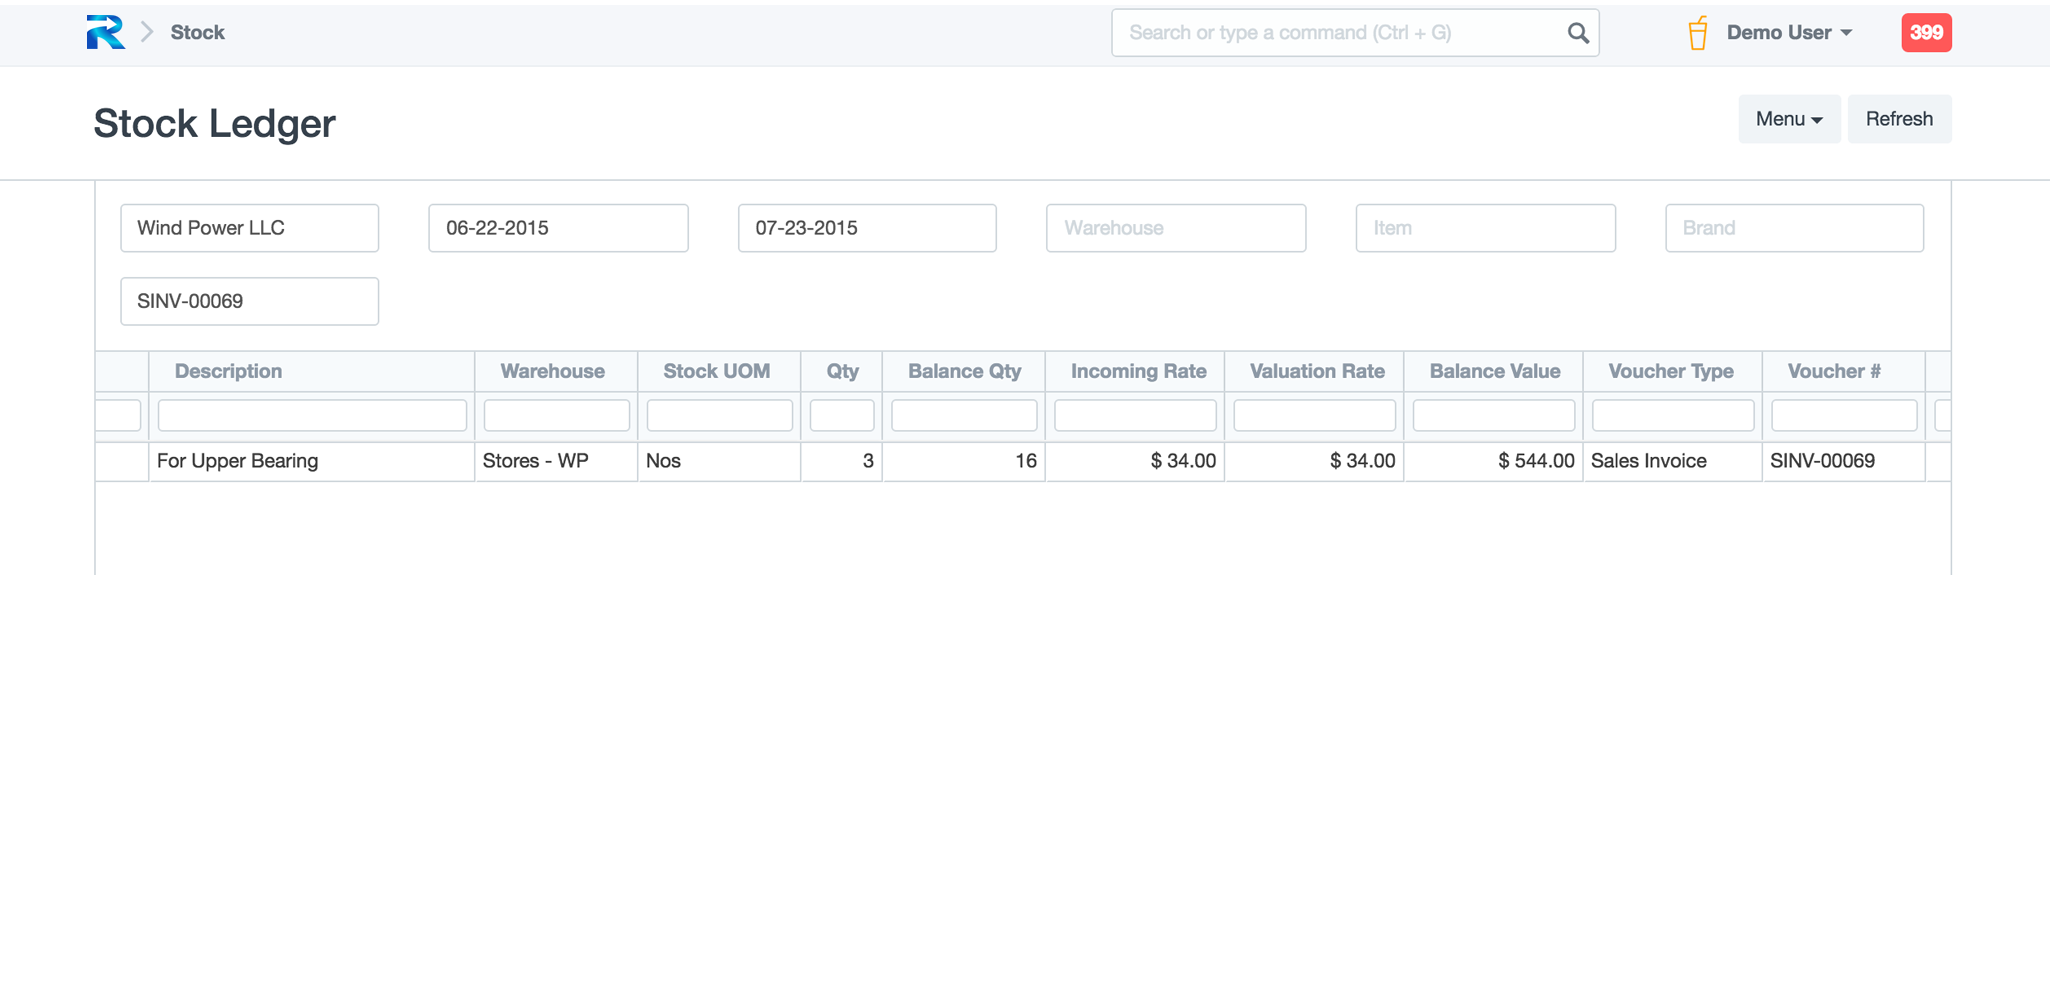 Stock
Search or type a command (Ctrl + G)
Demo User
399
Stock Ledger
Menu
Refresh
Wind Power LLC
06-22-2015
07-23-2015
Warehouse
Item
Brand
SINV-00069
Description Warehouse Stock UOM Qty Balance Qty Incoming Rate Valuation Rate Balance Value Voucher Type Voucher #
For Upper Bearing Stores - WP Nos 3 16 $ 34.00 $ 34.00 $ 544.00 Sales Invoice SINV-00069